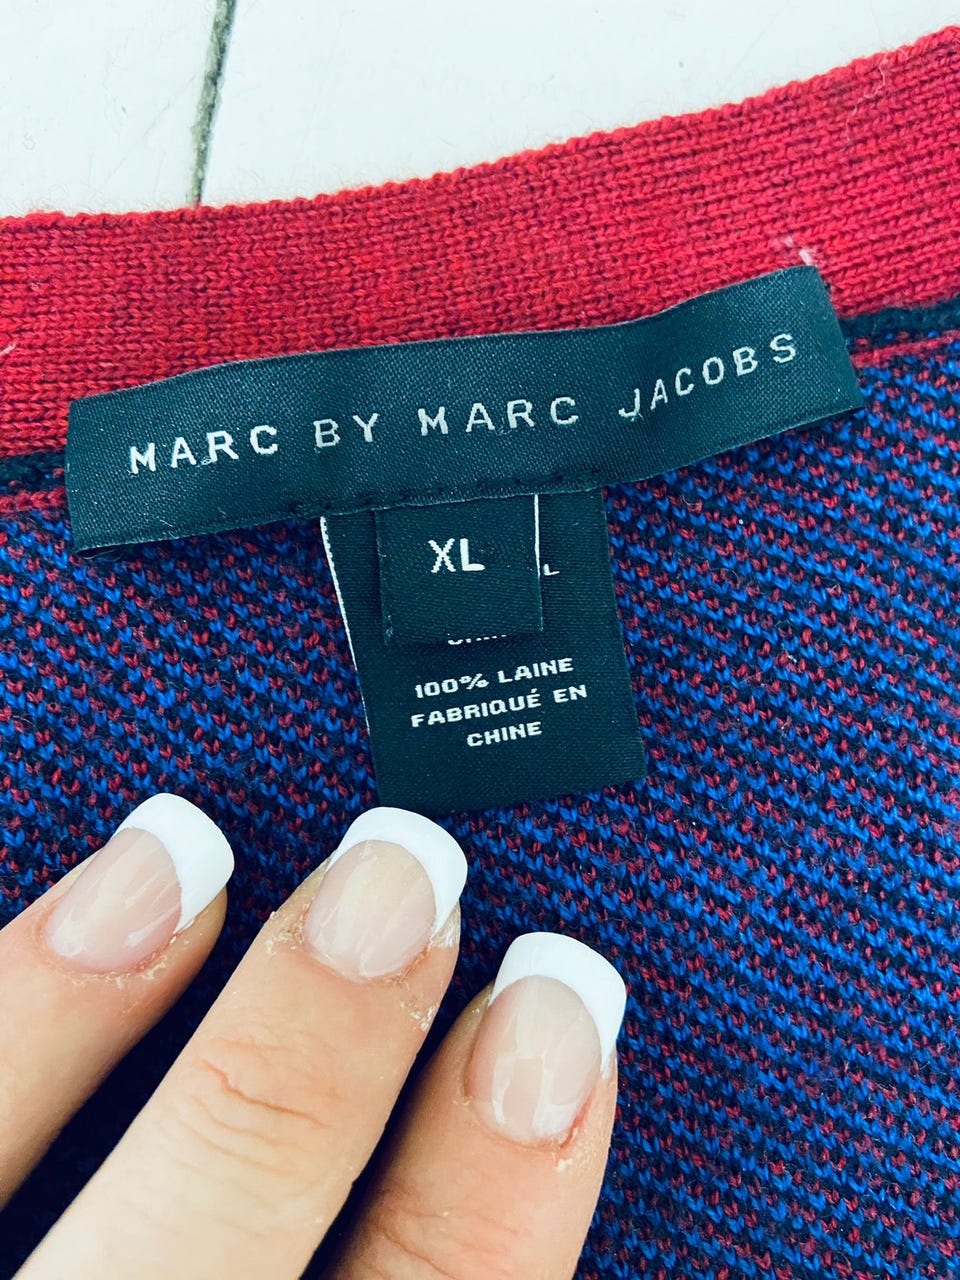 MARC BY MARC JACOBS
XL
L
100% LAINE
FABRIQUÉ EN
CHINE